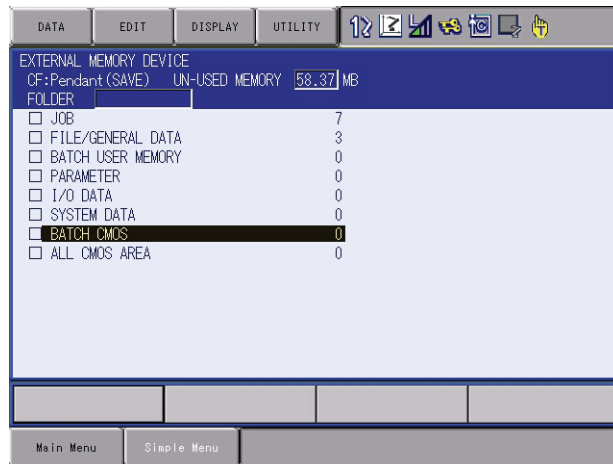 DATA EDIT DISPLAY UTILITY
EXTERNAL MEMORY DEVICE
CF:Pendant(SAVE) UN-USED MEMORY 58.37 MB
FOLDER
JOB 7
FILE/GENERAL DATA 3
BATCH USER MEMORY 0
PARAMETER 0
I/O DATA 0
SYSTEM DATA 0
BATCH CMOS 0
ALL CMOS AREA 0
Main Menu Simple Menu